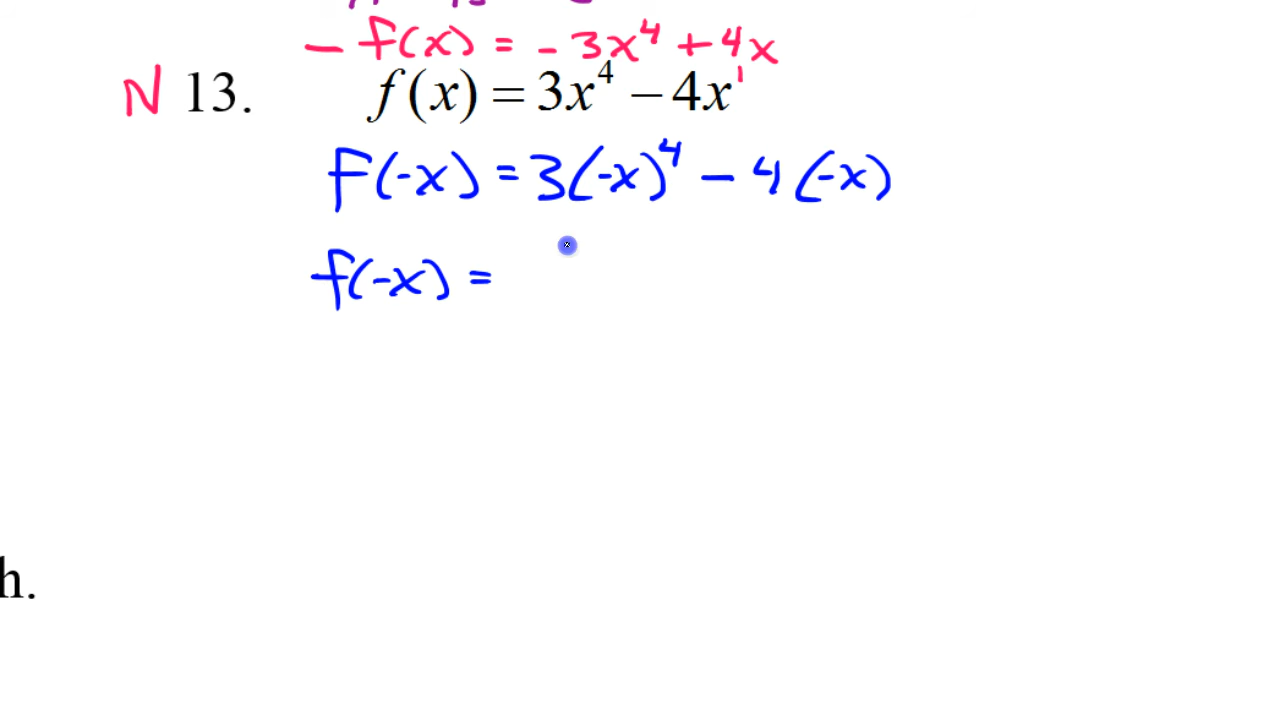 - f(x) = - 3x⁴ + 4x
N 13. f(x) = 3x⁴ − 4x¹
f(-x) = 3(-x)⁴ - 4(-x)
f(-x) =
h.